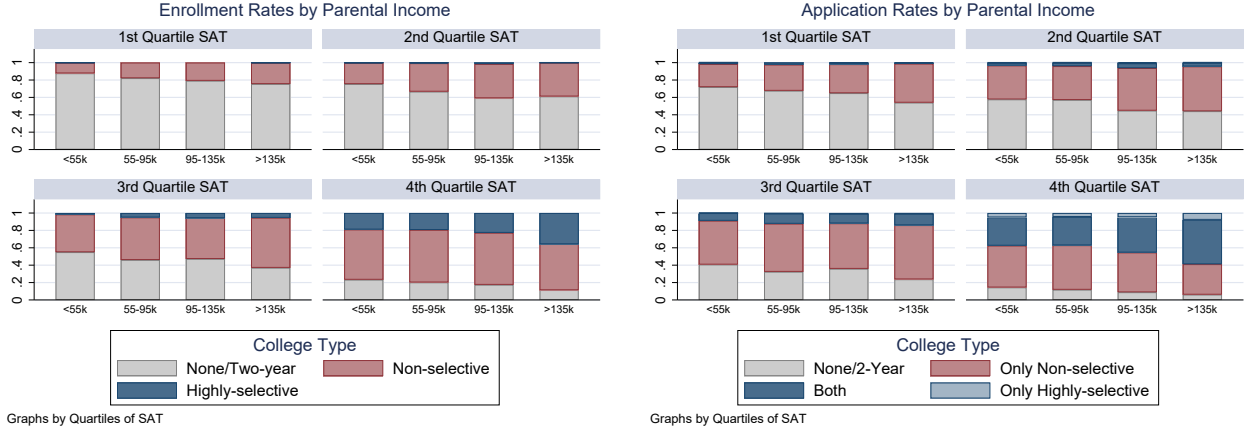 Enrollment Rates by Parental Income
1st Quartile SAT
2nd Quartile SAT
0 .2 .4 .6 .8 1
<55k 55-95k 95-135k >135k
<55k 55-95k 95-135k >135k
3rd Quartile SAT
4th Quartile SAT
0 .2 .4 .6 .8 1
<55k 55-95k 95-135k >135k
<55k 55-95k 95-135k >135k
College Type
None/Two-year
Non-selective
Highly-selective
Graphs by Quartiles of SAT
Application Rates by Parental Income
1st Quartile SAT
2nd Quartile SAT
0 .2 .4 .6 .8 1
<55k 55-95k 95-135k >135k
<55k 55-95k 95-135k >135k
3rd Quartile SAT
4th Quartile SAT
0 .2 .4 .6 .8 1
<55k 55-95k 95-135k >135k
<55k 55-95k 95-135k >135k
College Type
None/2-Year
Only Non-selective
Both
Only Highly-selective
Graphs by Quartiles of SAT